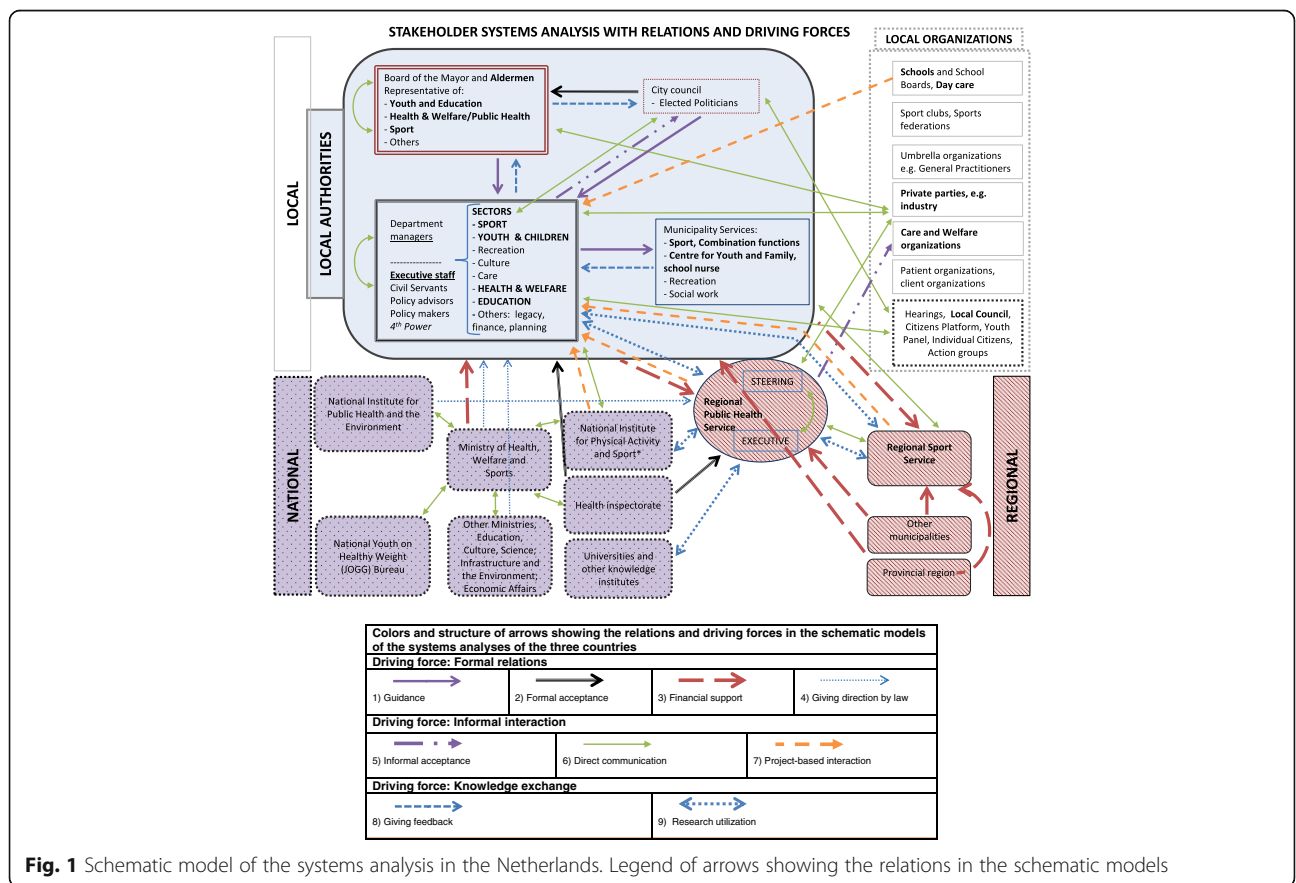 STAKEHOLDER SYSTEMS ANALYSIS WITH RELATIONS AND DRIVING FORCES
LOCAL
LOCAL AUTHORITIES
Board of the Mayor and Aldermen
Representative of:
- Youth and Education
- Health & Welfare/Public Health
- Sport
- Others
City council
- Elected Politicians
Department
managers
----------------
Executive staff
Civil Servants
Policy advisors
Policy makers
4th Power
SECTORS
- SPORT
- YOUTH & CHILDREN
- Recreation
- Culture
- Care
- HEALTH & WELFARE
- EDUCATION
- Others: legacy,
finance, planning
Municipality Services:
- Sport, Combination functions
- Centre for Youth and Family,
school nurse
- Recreation
- Social work
LOCAL ORGANIZATIONS
Schools and School
Boards, Day care
Sport clubs, Sports
federations
Umbrella organizations
e.g. General Practitioners
Private parties, e.g.
industry
Care and Welfare
organizations
Patient organizations,
client organizations
Hearings, Local Council,
Citizens Platform, Youth
Panel, Individual Citizens,
Action groups
NATIONAL
National Institute for
Public Health and the
Environment
Ministry of Health,
Welfare and
Sports
National Institute
for Physical Activity
and Sport*
Health inspectorate
National Youth on
Healthy Weight
(JOGG) Bureau
Other Ministries,
Education,
Culture, Science;
Infrastructure and
the Environment;
Economic Affairs
Universities and
other knowledge
institutes
STEERING
Regional
Public Health
Service
EXECUTIVE
Regional Sport
Service
Other
municipalities
Provincial region
REGIONAL
Colors and structure of arrows showing the relations and driving forces in the schematic models
of the systems analyses of the three countries
Driving force: Formal relations
1) Guidance
2) Formal acceptance
3) Financial support
4) Giving direction by law
Driving force: Informal interaction
5) Informal acceptance
6) Direct communication
7) Project-based interaction
Driving force: Knowledge exchange
8) Giving feedback
9) Research utilization
Fig. 1 Schematic model of the systems analysis in the Netherlands. Legend of arrows showing the relations in the schematic models